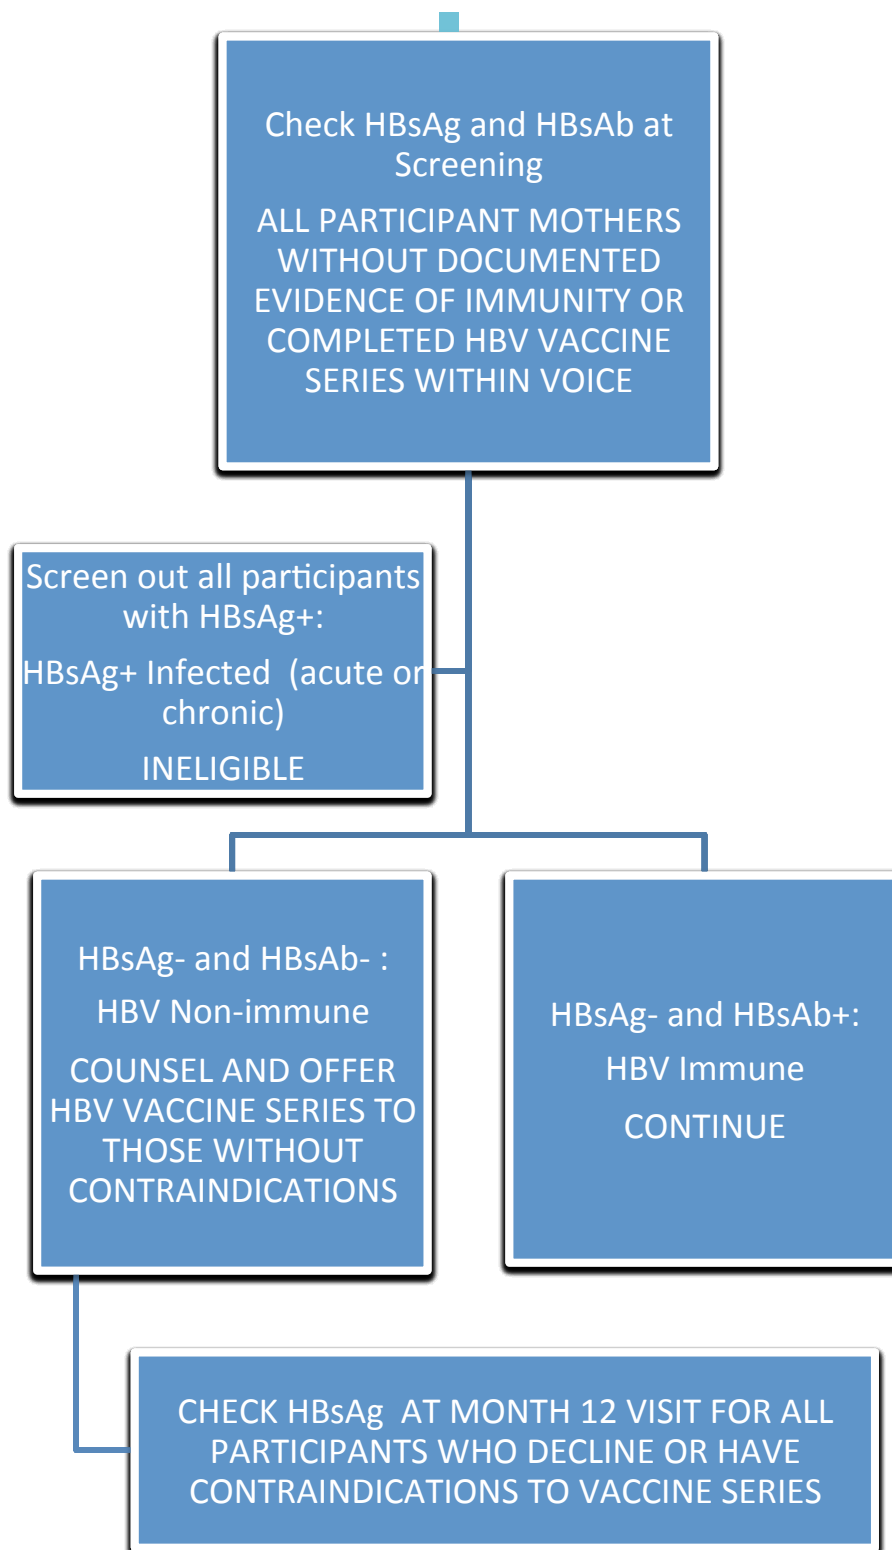 Check HBsAg and HBsAb at
Screening
ALL PARTICIPANT MOTHERS
WITHOUT DOCUMENTED
EVIDENCE OF IMMUNITY OR
COMPLETED HBV VACCINE
SERIES WITHIN VOICE
Screen out all participants
with HBsAg+:
HBsAg+ Infected  (acute or
chronic)
INELIGIBLE
HBsAg- and HBsAb- :
HBV Non-immune
COUNSEL AND OFFER
HBV VACCINE SERIES TO
THOSE WITHOUT
CONTRAINDICATIONS
HBsAg- and HBsAb+:
HBV Immune
CONTINUE
CHECK HBsAg  AT MONTH 12 VISIT FOR ALL
PARTICIPANTS WHO DECLINE OR HAVE
CONTRAINDICATIONS TO VACCINE SERIES